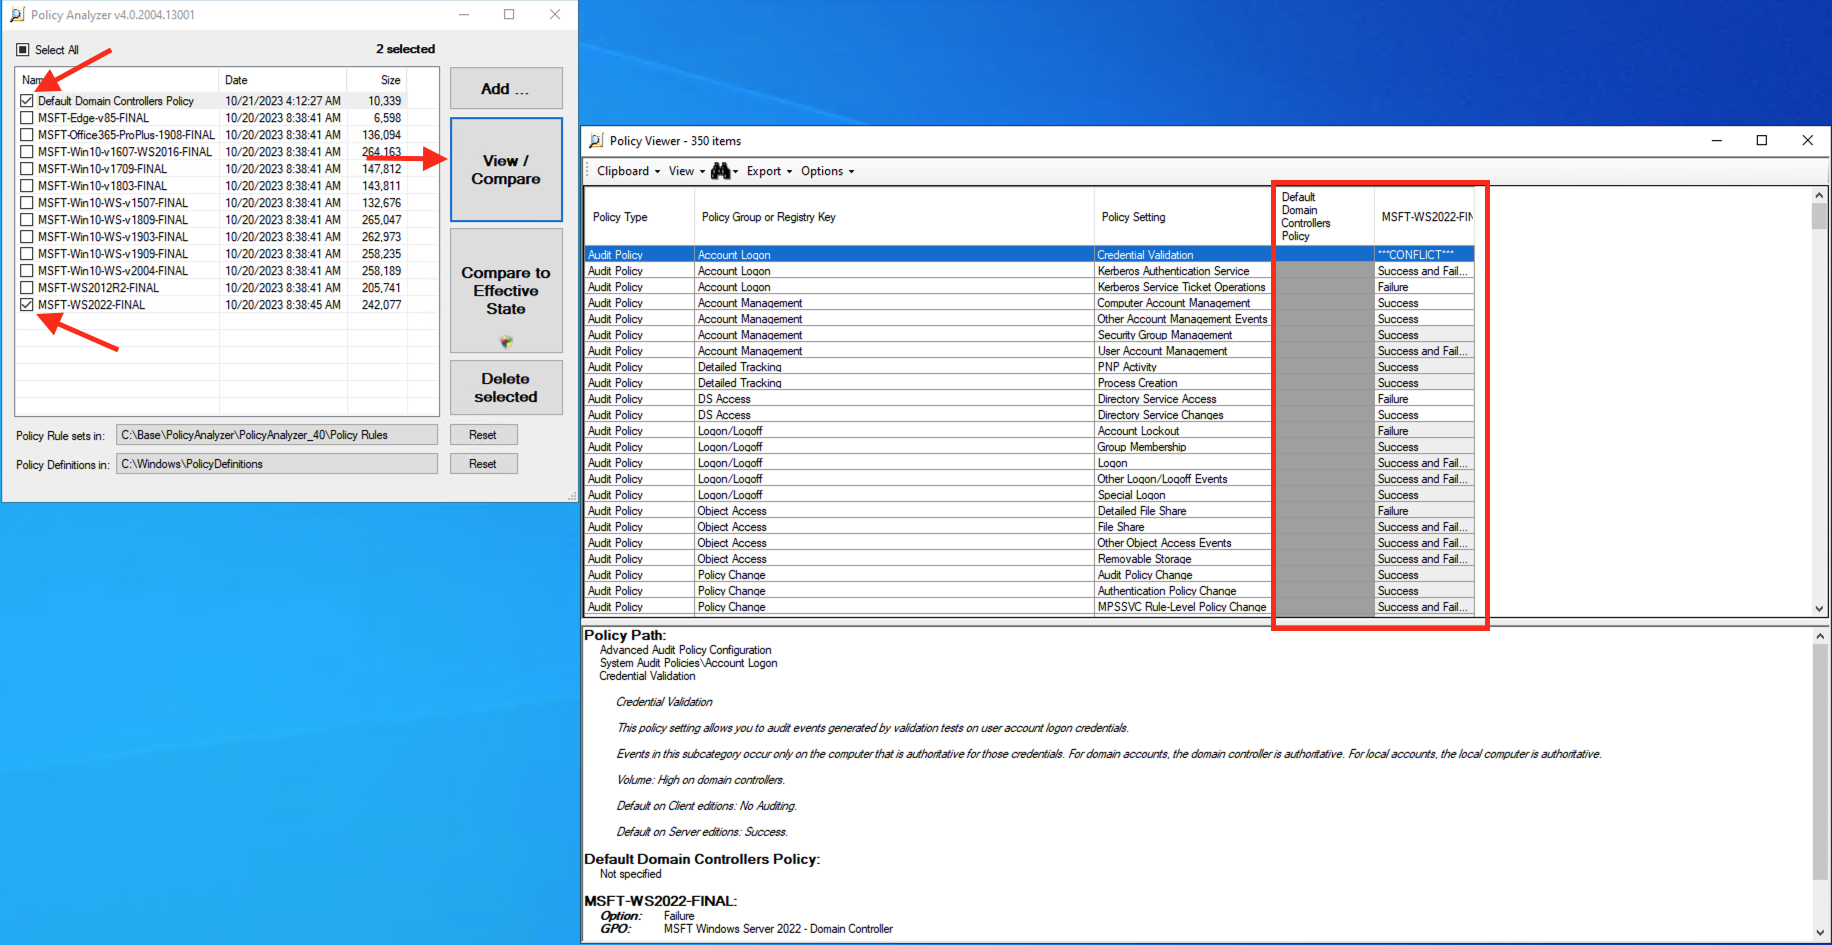 Policy Analyzer v4.0.2004.13001
Select All
2 selected
Name Date Size
Default Domain Controllers Policy 10/21/2023 4:12:27 AM 10,339
MSFT-Edge-v85-FINAL 10/20/2023 8:38:41 AM 6,598
MSFT-Office365-ProPlus-1908-FINAL 10/20/2023 8:38:41 AM 136,094
MSFT-Win10-v1607-WS2016-FINAL 10/20/2023 8:38:41 AM 264,163
MSFT-Win10-v1709-FINAL 10/20/2023 8:38:41 AM 147,812
MSFT-Win10-v1803-FINAL 10/20/2023 8:38:41 AM 143,811
MSFT-Win10-WS-v1507-FINAL 10/20/2023 8:38:41 AM 132,676
MSFT-Win10-WS-v1809-FINAL 10/20/2023 8:38:41 AM 265,047
MSFT-Win10-WS-v1903-FINAL 10/20/2023 8:38:41 AM 262,973
MSFT-Win10-WS-v1909-FINAL 10/20/2023 8:38:41 AM 258,235
MSFT-Win10-WS-v2004-FINAL 10/20/2023 8:38:41 AM 258,189
MSFT-WS2012R2-FINAL 10/20/2023 8:38:41 AM 205,741
MSFT-WS2022-FINAL 10/20/2023 8:38:45 AM 242,077
Add ...
View /
Compare
Compare to
Effective
State
Delete
selected
Policy Rule sets in: C:\Base\PolicyAnalyzer\PolicyAnalyzer_40\Policy Rules Reset
Policy Definitions in: C:\Windows\PolicyDefinitions Reset
Policy Viewer - 350 items
Clipboard View Export Options
Policy Type Policy Group or Registry Key Policy Setting
Default
Domain
Controllers
Policy
MSFT-WS2022-FIN
Audit Policy Account Logon Credential Validation ***CONFLICT***
Audit Policy Account Logon Kerberos Authentication Service Success and Fail...
Audit Policy Account Logon Kerberos Service Ticket Operations Failure
Audit Policy Account Management Computer Account Management Success
Audit Policy Account Management Other Account Management Events Success
Audit Policy Account Management Security Group Management Success
Audit Policy Account Management User Account Management Success and Fail...
Audit Policy Detailed Tracking PNP Activity Success
Audit Policy Detailed Tracking Process Creation Success
Audit Policy DS Access Directory Service Access Failure
Audit Policy DS Access Directory Service Changes Success
Audit Policy Logon/Logoff Account Lockout Failure
Audit Policy Logon/Logoff Group Membership Success
Audit Policy Logon/Logoff Logon Success and Fail...
Audit Policy Logon/Logoff Other Logon/Logoff Events Success and Fail...
Audit Policy Logon/Logoff Special Logon Success
Audit Policy Object Access Detailed File Share Failure
Audit Policy Object Access File Share Success and Fail...
Audit Policy Object Access Other Object Access Events Success and Fail...
Audit Policy Object Access Removable Storage Success and Fail...
Audit Policy Policy Change Audit Policy Change Success
Audit Policy Policy Change Authentication Policy Change Success
Audit Policy Policy Change MPSSVC Rule-Level Policy Change Success and Fail...
Policy Path:
Advanced Audit Policy Configuration
System Audit Policies\Account Logon
Credential Validation
Credential Validation
This policy setting allows you to audit events generated by validation tests on user account logon credentials.
Events in this subcategory occur only on the computer that is authoritative for those credentials. For domain accounts, the domain controller is authoritative. For local accounts, the local computer is authoritative.
Volume: High on domain controllers.
Default on Client editions: No Auditing.
Default on Server editions: Success.
Default Domain Controllers Policy:
Not specified
MSFT-WS2022-FINAL:
Option: Failure
GPO: MSFT Windows Server 2022 - Domain Controller